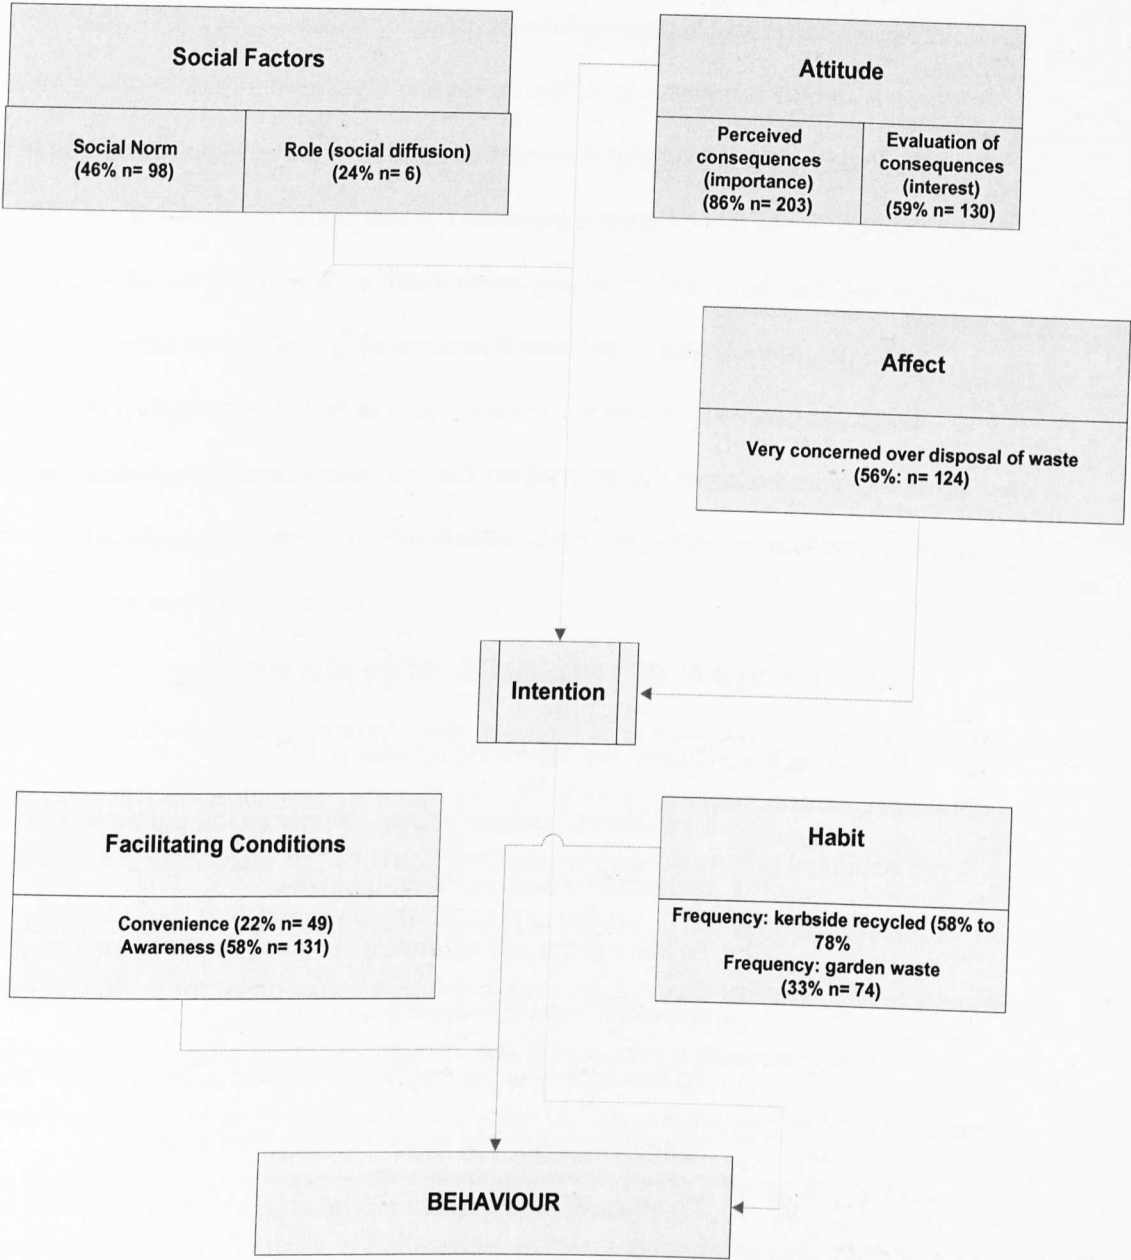 Social Factors
Social Norm
(46% n= 98)
Role (social diffusion)
(24% n= 6)
Attitude
Perceived
consequences
(importance)
(86% n= 203)
Evaluation of
consequences
(interest)
(59% n= 130)
Affect
Very concerned over disposal of waste
(56%: n= 124)
Intention
Facilitating Conditions
Convenience (22% n= 49)
Awareness (58% n= 131)
Habit
Frequency: kerbside recycled (58% to
78%
Frequency: garden waste
(33% n= 74)
BEHAVIOUR